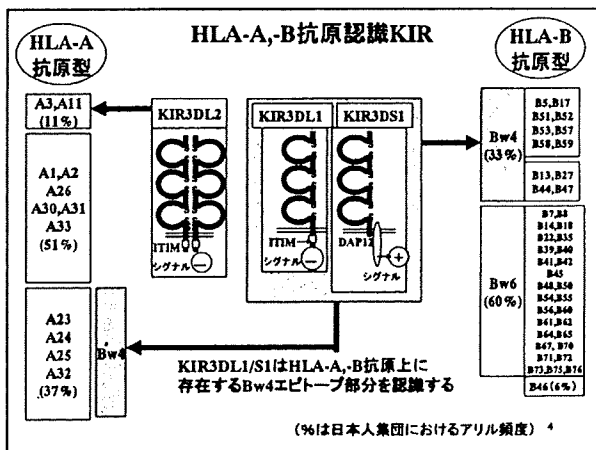 HLA-A,-B抗原認識KIR
HLA-A
抗原型
HLA-B
抗原型
A3,A11
(11%)
A1,A2
A26
A30,A31
A33
(51%)
A23
A24
A25
A32
(37%)
Bw4
KIR3DL2
ITIM
シグナル
−
KIR3DL1
ITIM
シグナル
−
KIR3DS1
DAP12
シグナル
+
Bw4
(33%)
B5,B17
B51,B52
B53,B57
B58,B59
B13,B27
B44,B47
Bw6
(60%)
B7,B8
B14,B18
B22,B35
B39,B40
B41,B42
B45
B48,B50
B54,B55
B56,B60
B61,B62
B64,B65
B67,B70
B71,B72
B73,B75,B76
B46(6%)
KIR3DL1/S1はHLA-A,-B抗原上に
存在するBw4エピトープ部分を認識する
(%は日本人集団におけるアリル頻度)
4